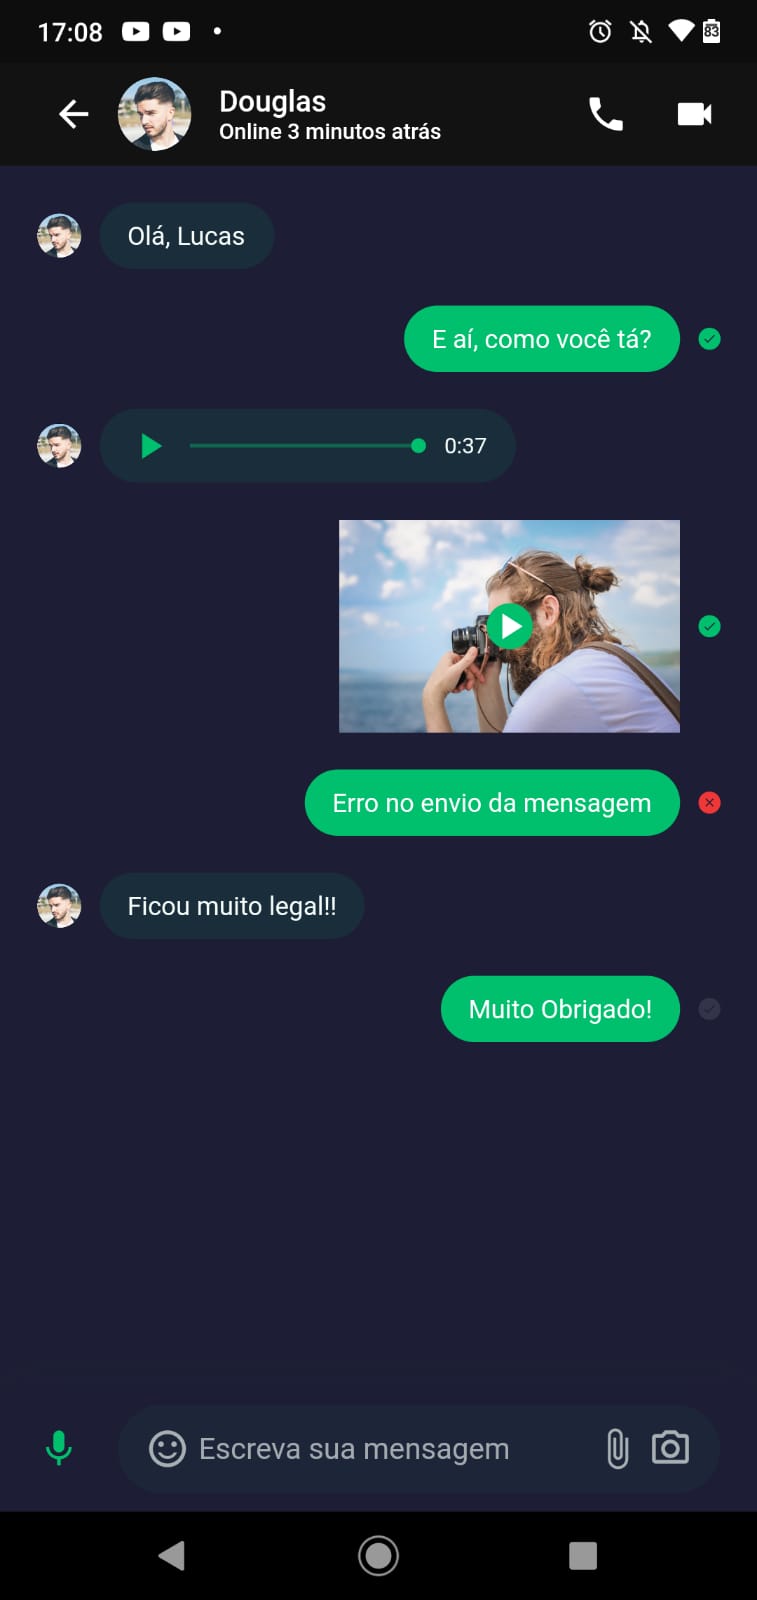 17:08
83
Douglas
Online 3 minutos atrás
Olá, Lucas
E aí, como você tá?
0:37
Erro no envio da mensagem
Ficou muito legal!!
Muito Obrigado!
Escreva sua mensagem